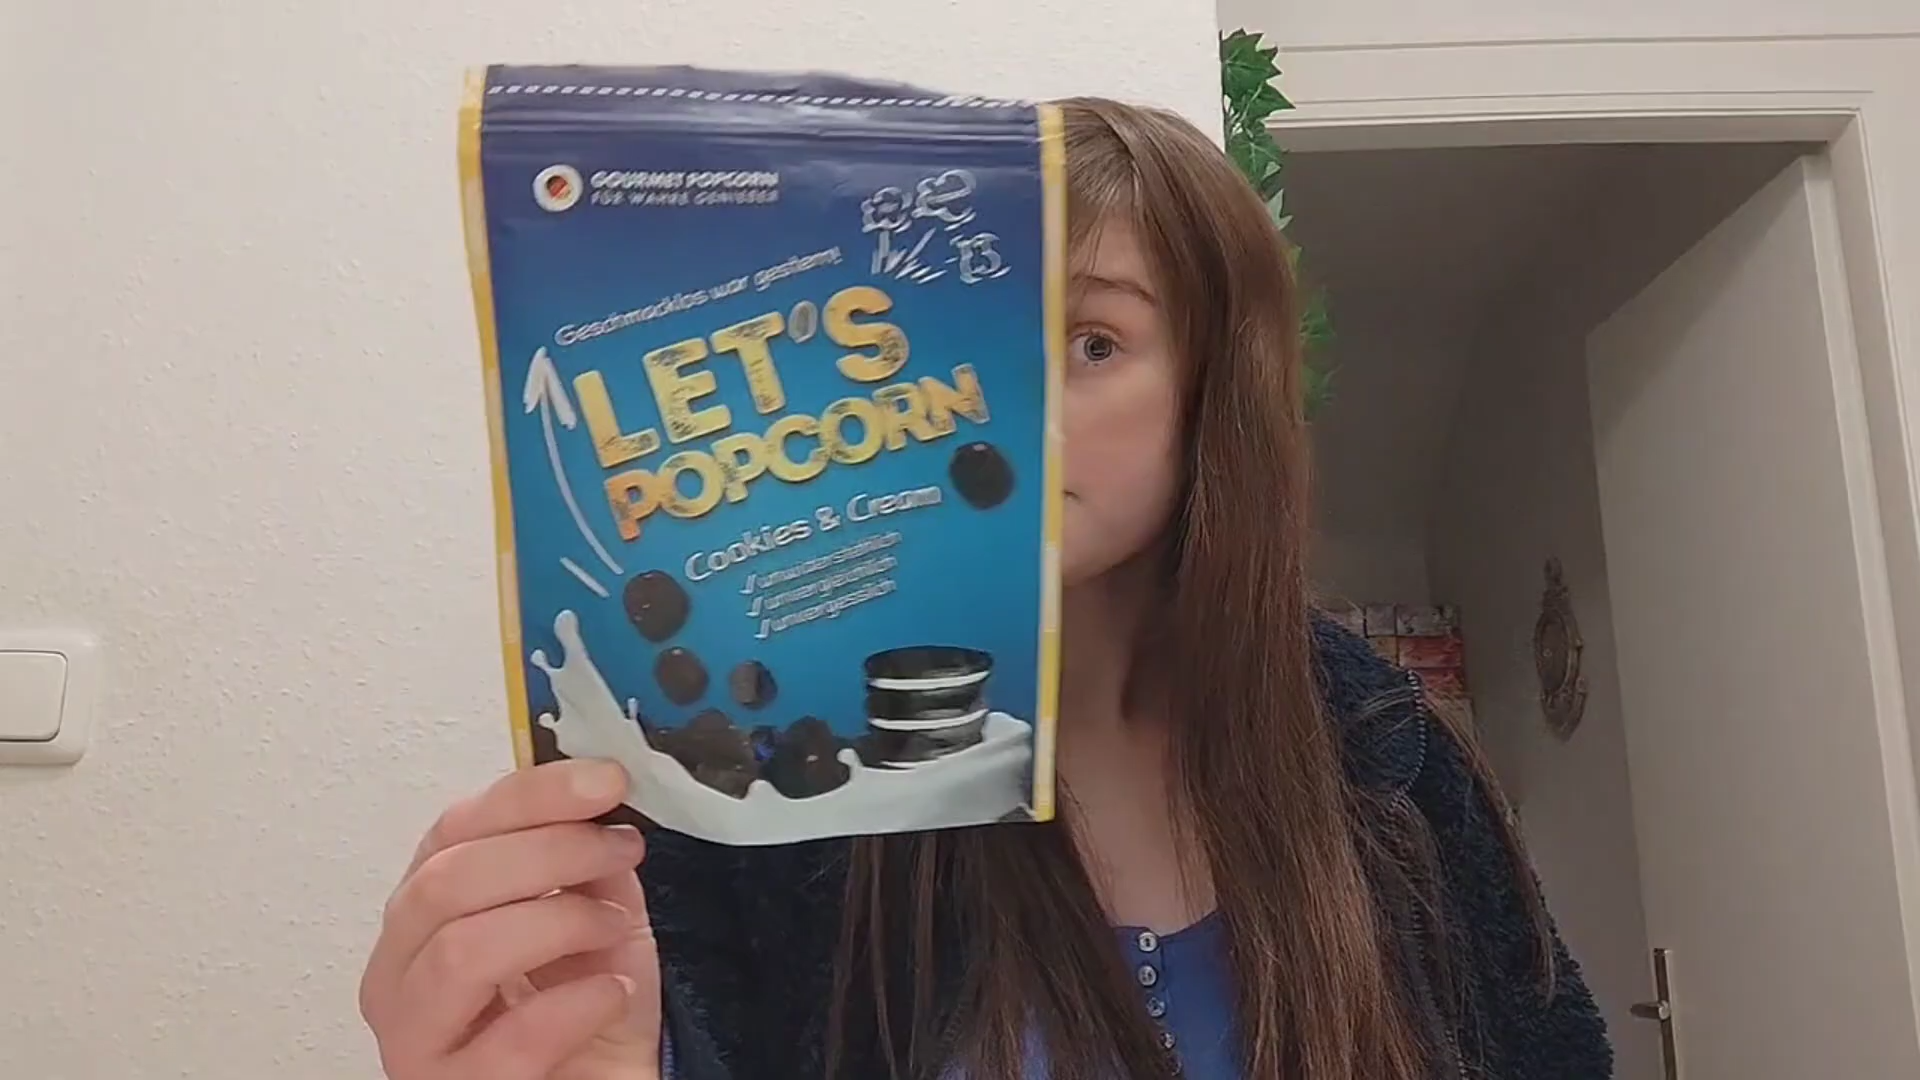 GOURMET POPCORN
FÜR WAHRE GENIESSER
Geschmacklos war gestern!
LET'S
POPCORN
Cookies & Cream
unwiderstehlich
unvergleichlich
unvergesslich